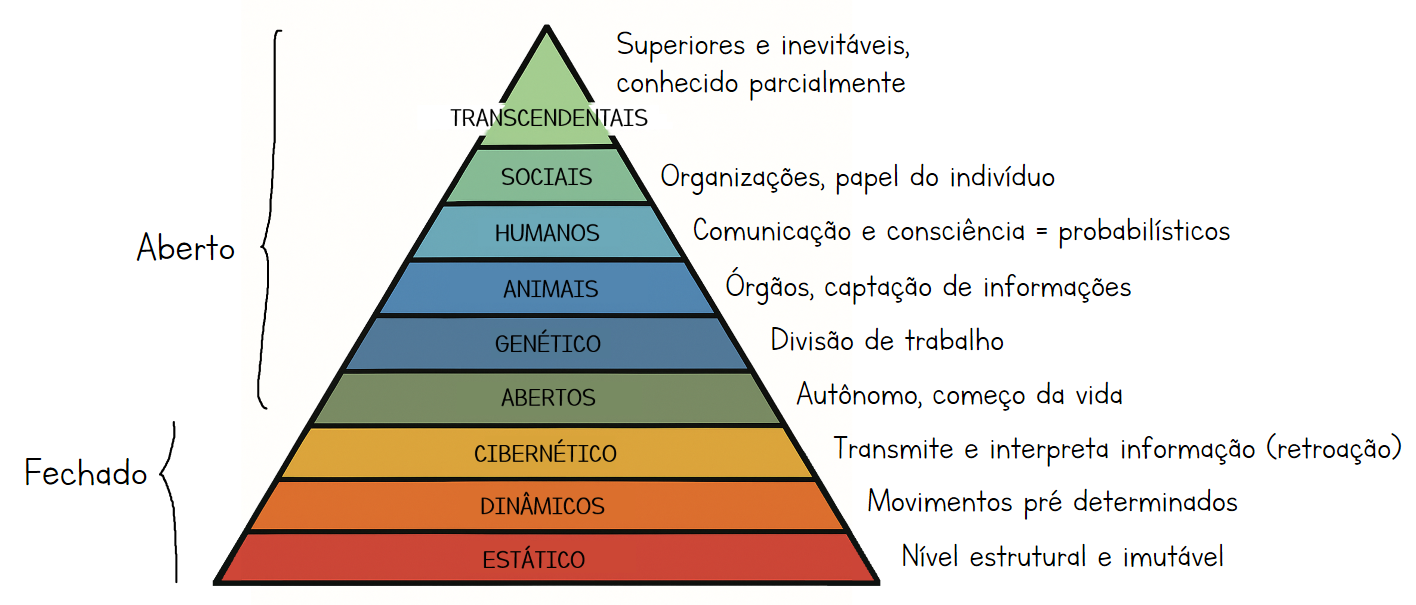 Superiores e inevitáveis,
conhecido parcialmente
TRANSCENDENTAIS
SOCIAIS
Organizações, papel do indivíduo
HUMANOS
Comunicação e consciência = probabilísticos
Aberto
ANIMAIS
Órgãos, captação de informações
GENÉTICO
Divisão de trabalho
ABERTOS
Autônomo, começo da vida
CIBERNÉTICO
Transmite e interpreta informação (retroação)
Fechado
DINÂMICOS
Movimentos pré determinados
ESTÁTICO
Nível estrutural e imutável